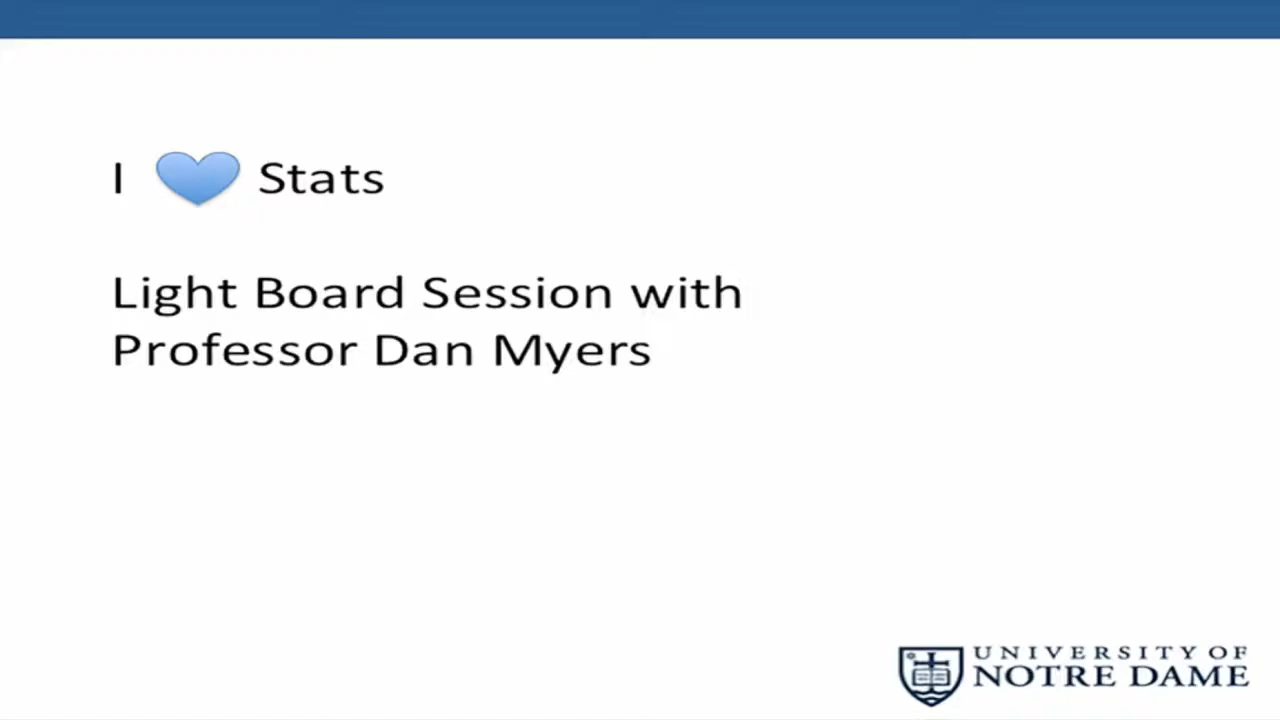 I Stats
Light Board Session with
Professor Dan Myers
UNIVERSITY OF
NOTRE DAME